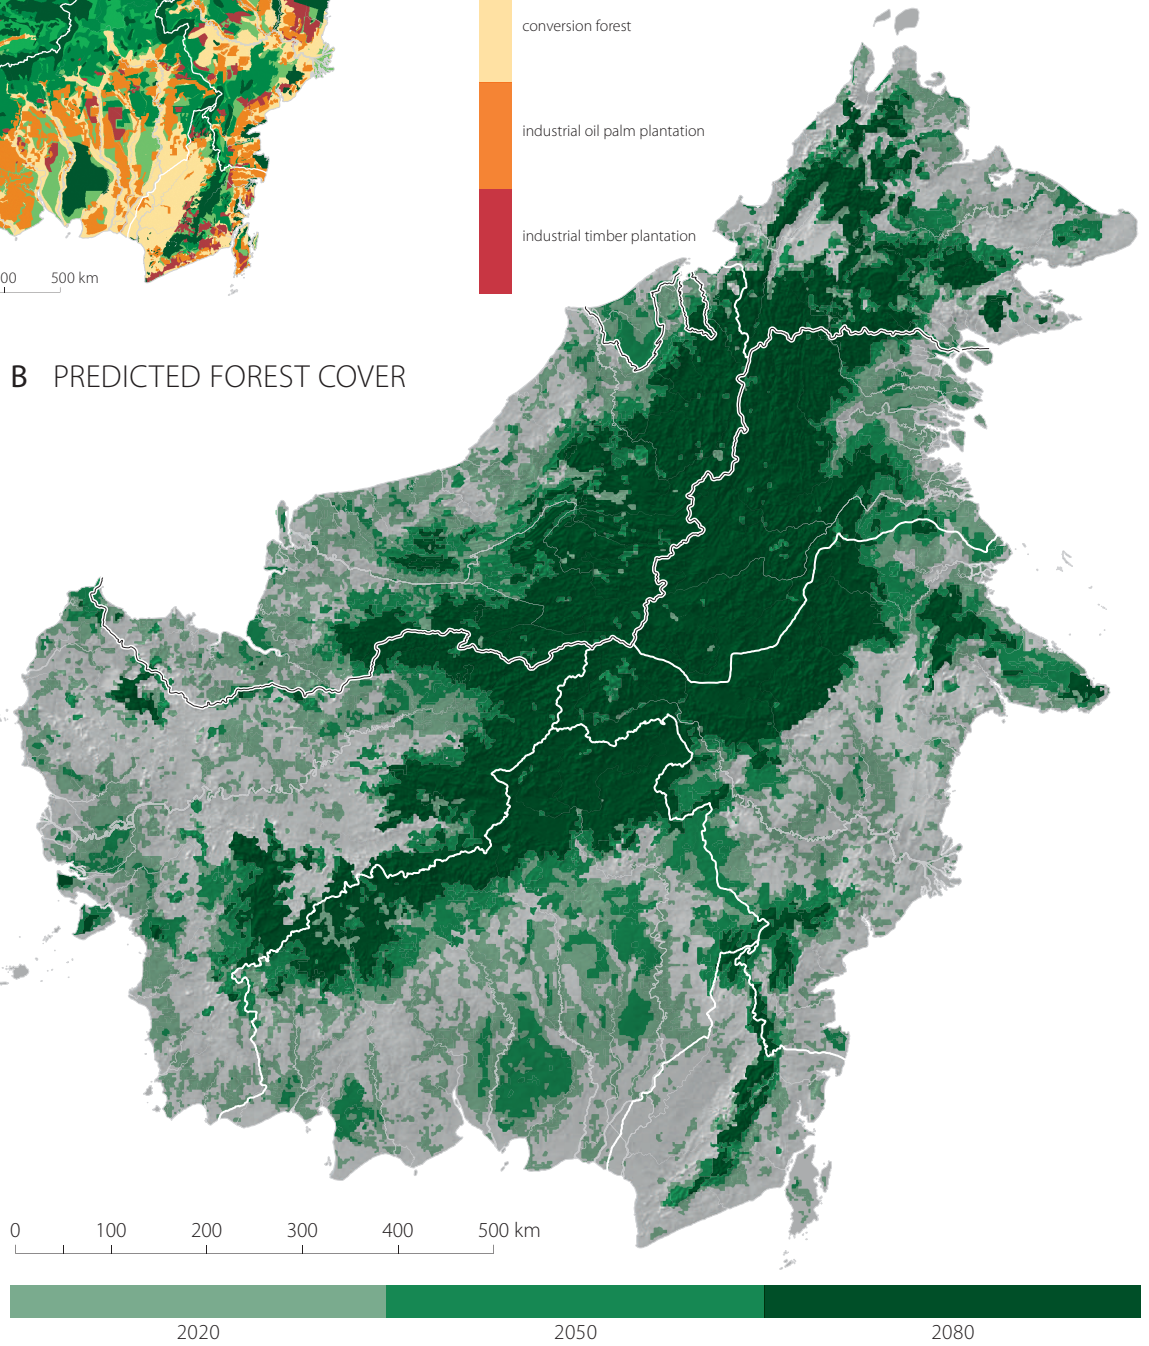 conversion forest
industrial oil palm plantation
industrial timber plantation
00 500 km
B PREDICTED FOREST COVER
0 100 200 300 400 500 km
2020 2050 2080